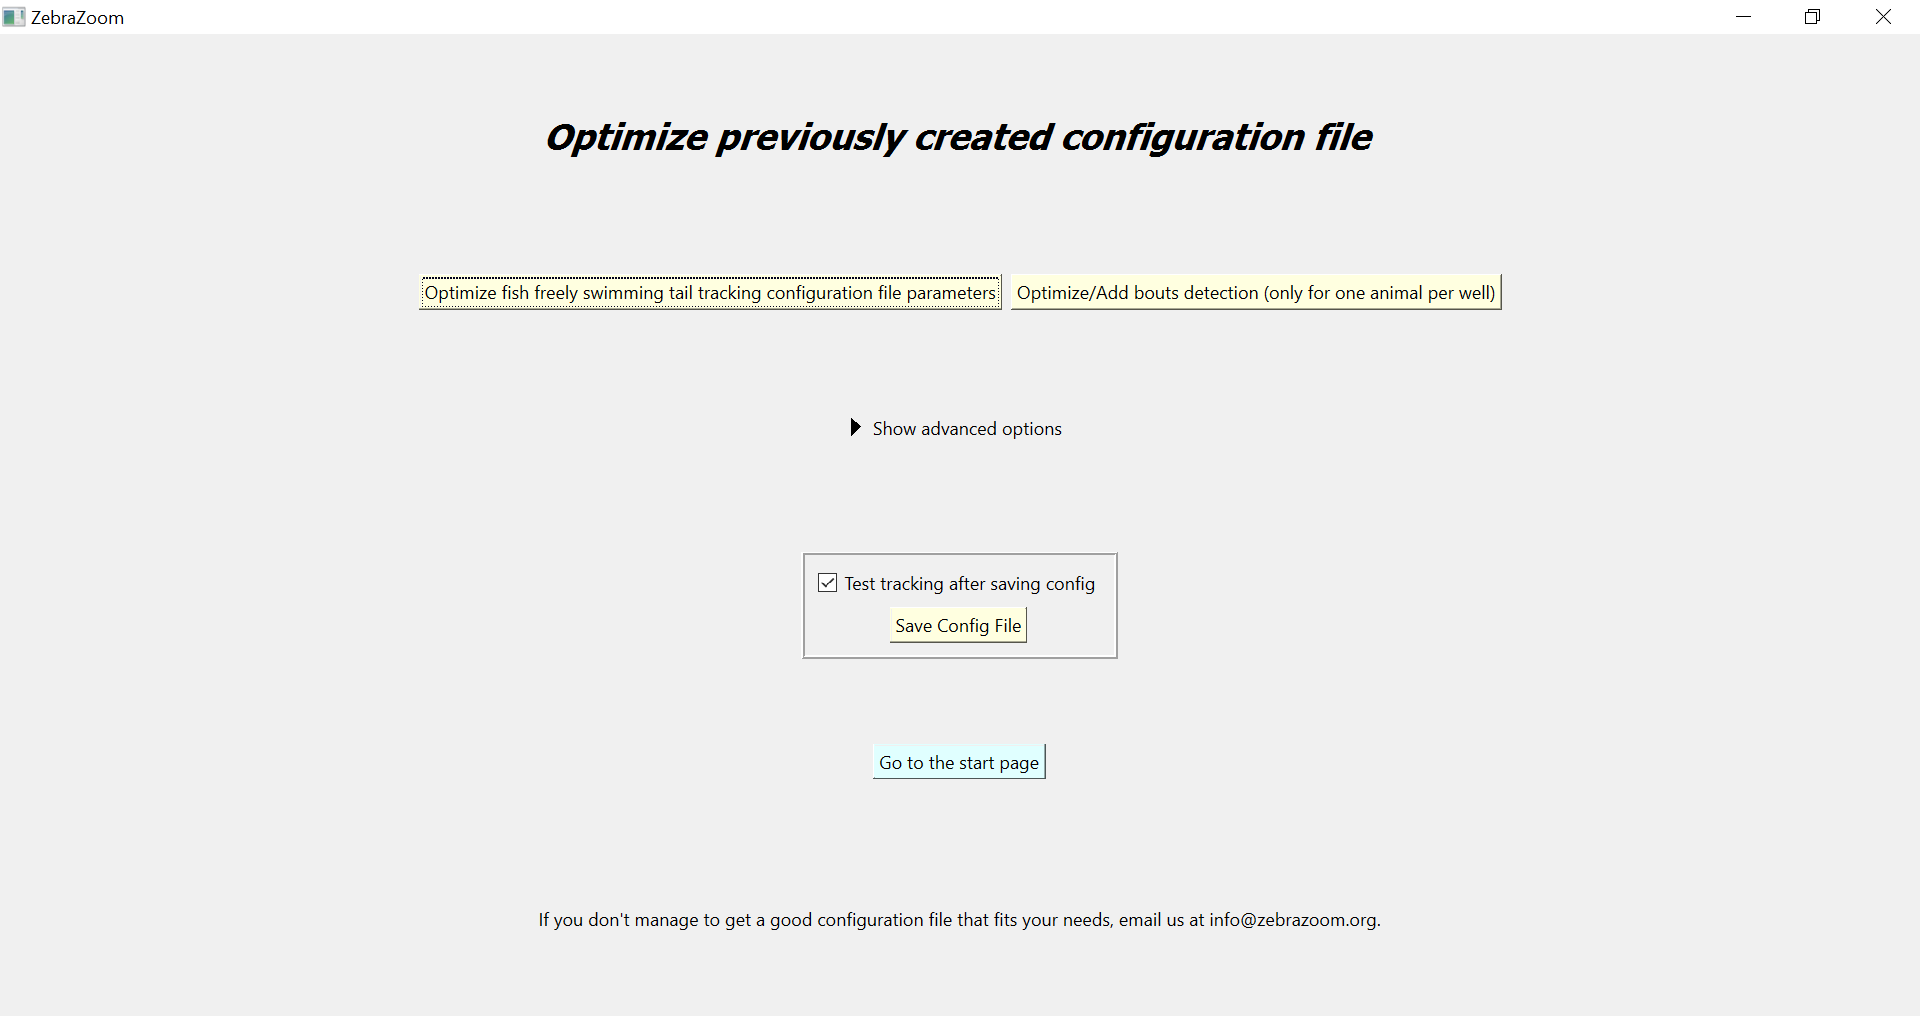 ZebraZoom
Optimize previously created configuration file
Optimize fish freely swimming tail tracking configuration file parameters
Optimize/Add bouts detection (only for one animal per well)
Show advanced options
Test tracking after saving config
Save Config File
Go to the start page
If you don't manage to get a good configuration file that fits your needs, email us at info@zebrazoom.org.